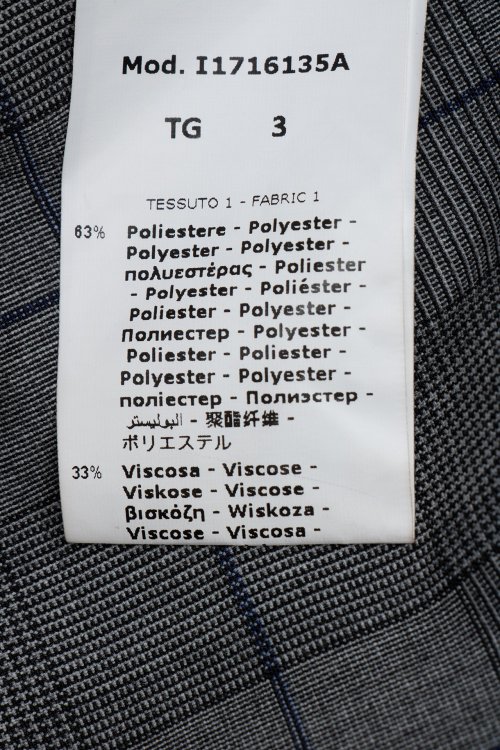 Mod. I1716135A
TG 3
TESSUTO 1 - FABRIC 1
63% Poliestere - Polyester -
Polyester - Polyester -
πολυεστέρας - Poliester
- Polyester - Poliéster -
Poliester - Polyester -
Полиестер - Polyester -
Poliester - Poliester -
Polyester - Polyester -
поліестер - Полиэстер -
البوليستر - 聚酯纤维 -
ポリエステル
33% Viscosa - Viscose -
Viskose - Viscose -
βισκόζη - Wiskoza -
Viscose - Viscosa -